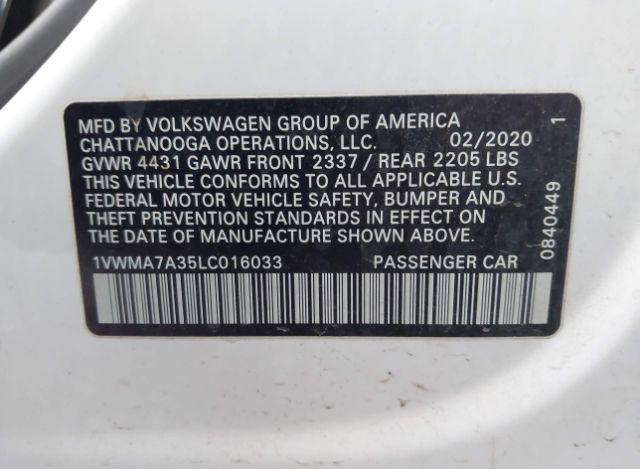 MFD BY VOLKSWAGEN GROUP OF AMERICA
CHATTANOOGA OPERATIONS, LLC. 02/2020
GVWR 4431 GAWR FRONT 2337 / REAR 2205 LBS
THIS VEHICLE CONFORMS TO ALL APPLICABLE U.S.
FEDERAL MOTOR VEHICLE SAFETY, BUMPER AND
THEFT PREVENTION STANDARDS IN EFFECT ON
THE DATE OF MANUFACTURE SHOWN ABOVE.
1VWMA7A35LC016033 PASSENGER CAR
0840449 1